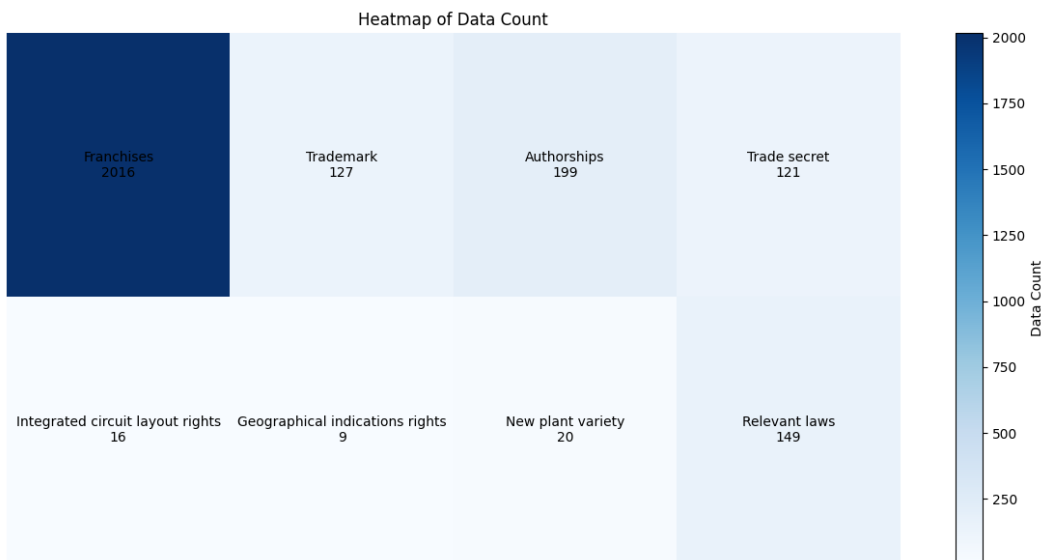 Heatmap of Data Count
Franchises
2016
Trademark
127
Authorships
199
Trade secret
121
Integrated circuit layout rights
16
Geographical indications rights
9
New plant variety
20
Relevant laws
149
2000
1750
1500
1250
1000
750
500
250
Data Count